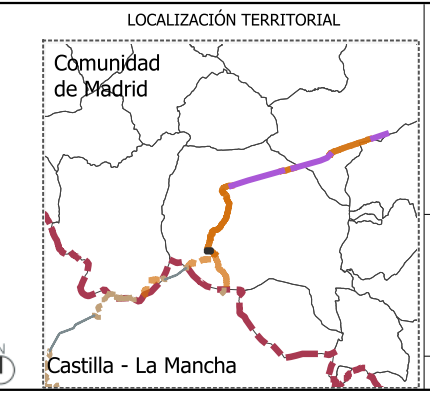 LOCALIZACIÓN TERRITORIAL
Comunidad
de Madrid
N
Castilla - La Mancha